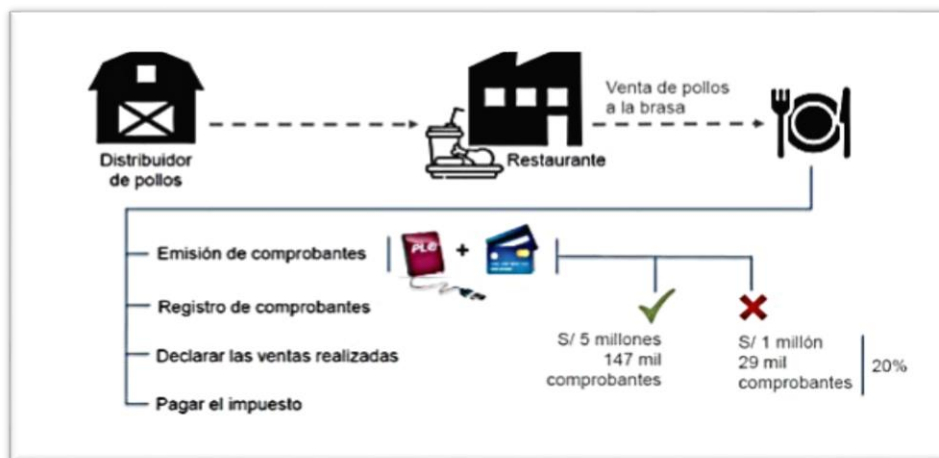 Venta de pollos
a la brasa
Distribuidor
de pollos
Restaurante
Emisión de comprobantes
PLE
+
Registro de comprobantes
Declarar las ventas realizadas
Pagar el impuesto
S/ 5 millones
147 mil
comprobantes
S/ 1 millón
29 mil
comprobantes
20%